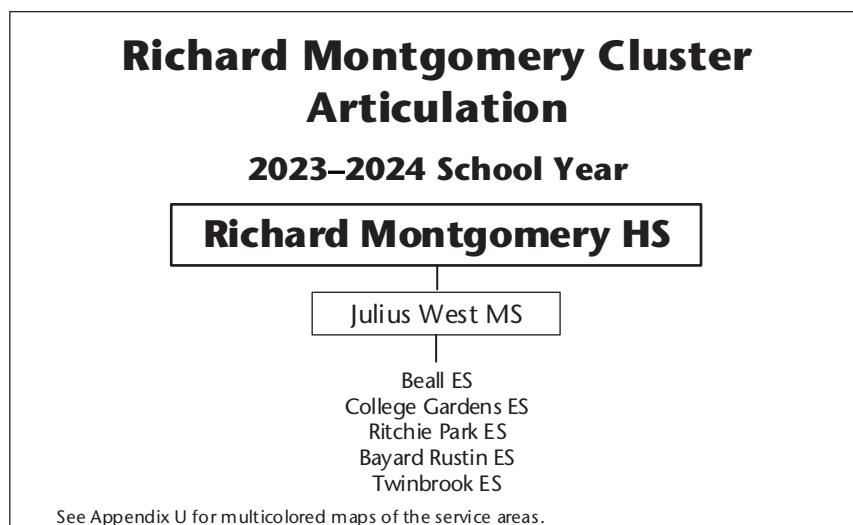 Richard Montgomery Cluster
Articulation
2023–2024 School Year
Richard Montgomery HS
Julius West MS
Beall ES
College Gardens ES
Ritchie Park ES
Bayard Rustin ES
Twinbrook ES
See Appendix U for multicolored maps of the service areas.